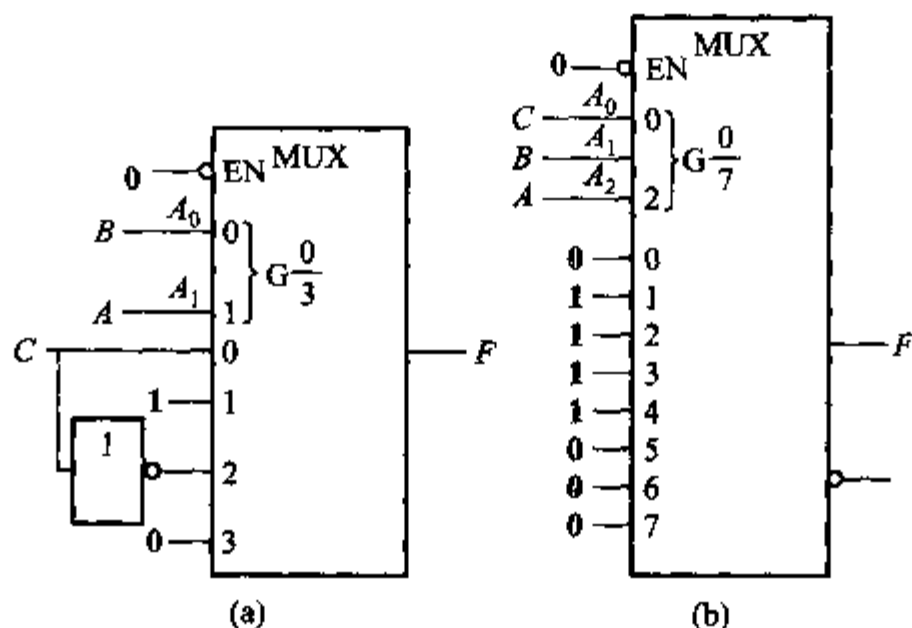 MUX
0 EN
B A₀ 0
G 0/3
A A₁ 1
C 0 F
1 1
1
2
0 3
(a)
MUX
0 EN
C A₀ 0
B A₁ G 0/7
A A₂ 2
0 0
1 1
1 2
1 3
1 4
0 5
0 6
0 7
F
(b)